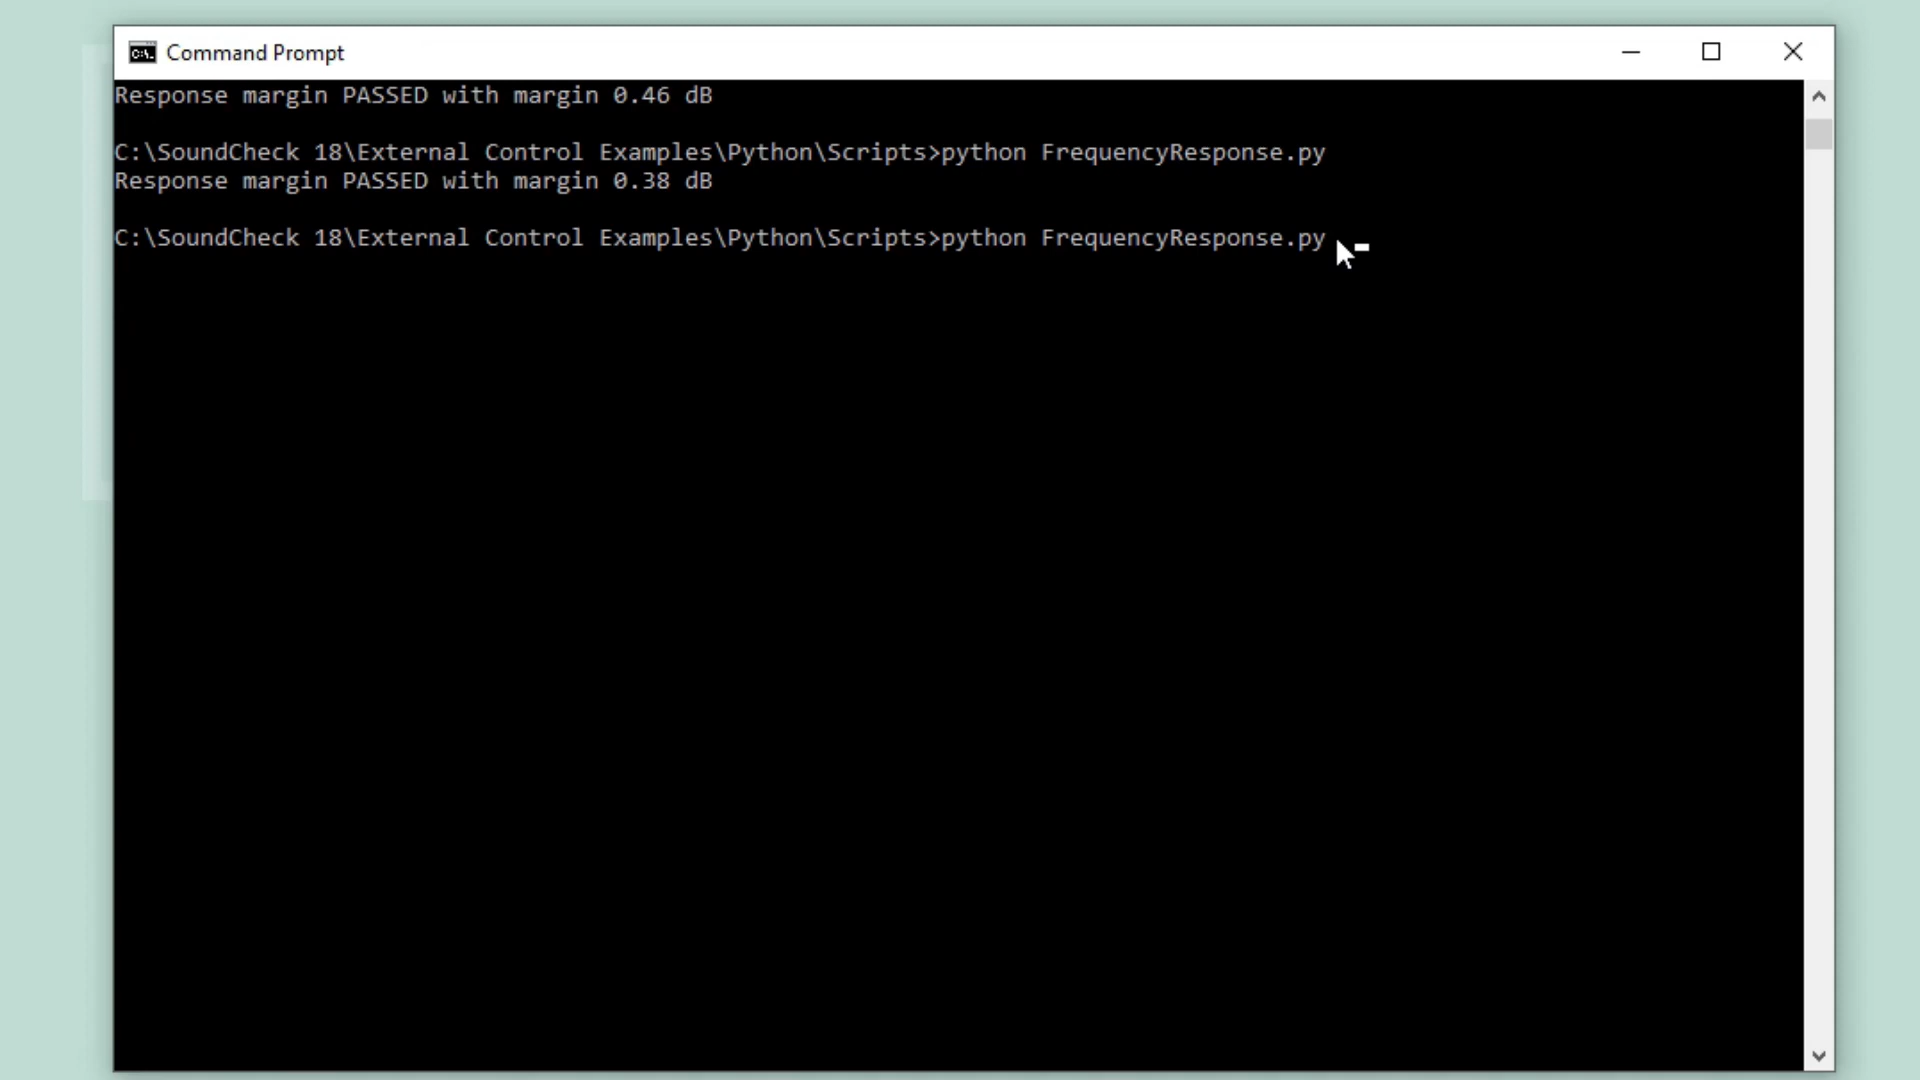 Command Prompt
Response margin PASSED with margin 0.46 dB
C:\SoundCheck 18\External Control Examples\Python\Scripts>python FrequencyResponse.py
Response margin PASSED with margin 0.38 dB
C:\SoundCheck 18\External Control Examples\Python\Scripts>python FrequencyResponse.py